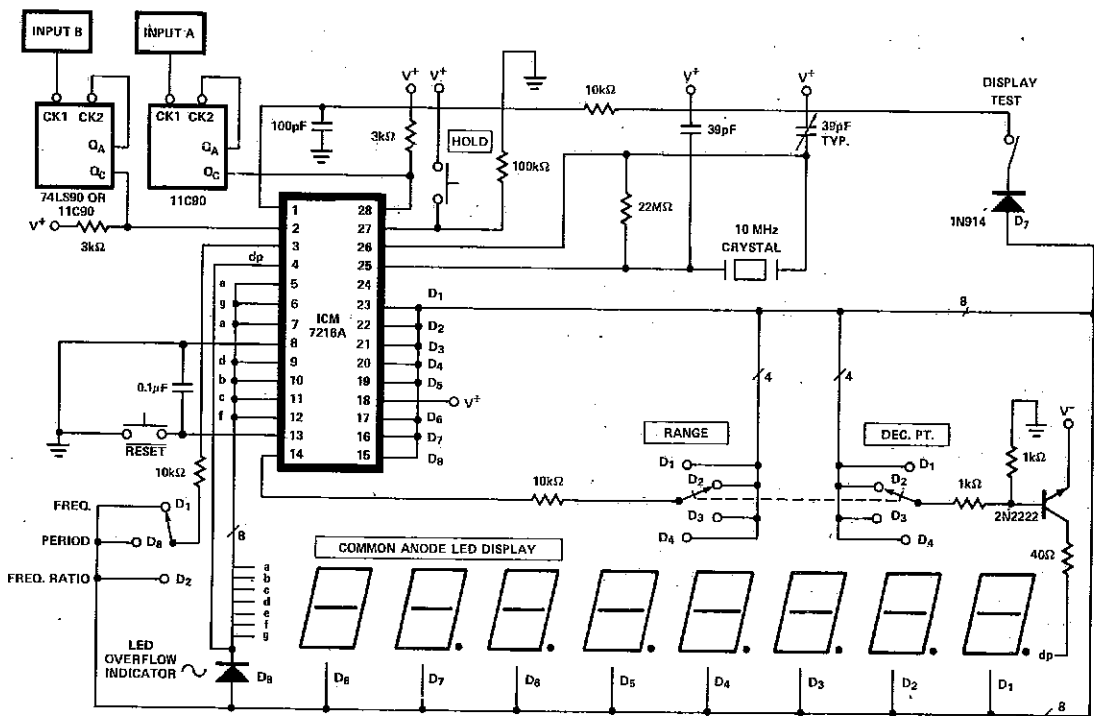 INPUT B
INPUT A
CK1 CK2
QA
QC
74LS90 OR
11C90
CK1 CK2
QA
QC
11C90
V+
3kΩ
100pF
V+
V+
3kΩ
HOLD
100kΩ
10kΩ
V+
39pF
V+
39pF
TYP.
DISPLAY
TEST
1N914
D7
22MΩ
10 MHz
CRYSTAL
ICM
7216A
1
2
3
4
5
6
7
8
9
10
11
12
13
14
28
27
26
25
24
23
22
21
20
19
18
17
16
15
dp
a
g
a
d
b
c
f
D1
D2
D3
D4
D5
V+
D6
D7
D8
8
4
4
0.1μF
RESET
10kΩ
FREQ.
D1
PERIOD
D8
FREQ. RATIO
D2
8
a
b
c
d
e
f
g
LED
OVERFLOW
INDICATOR
10kΩ
RANGE
D1
D2
D3
D4
DEC. PT.
D1
D2
D3
D4
1kΩ
1kΩ
V-
2N2222
40Ω
dp
COMMON ANODE LED DISPLAY
D8
D7
D6
D5
D4
D3
D2
D1
8